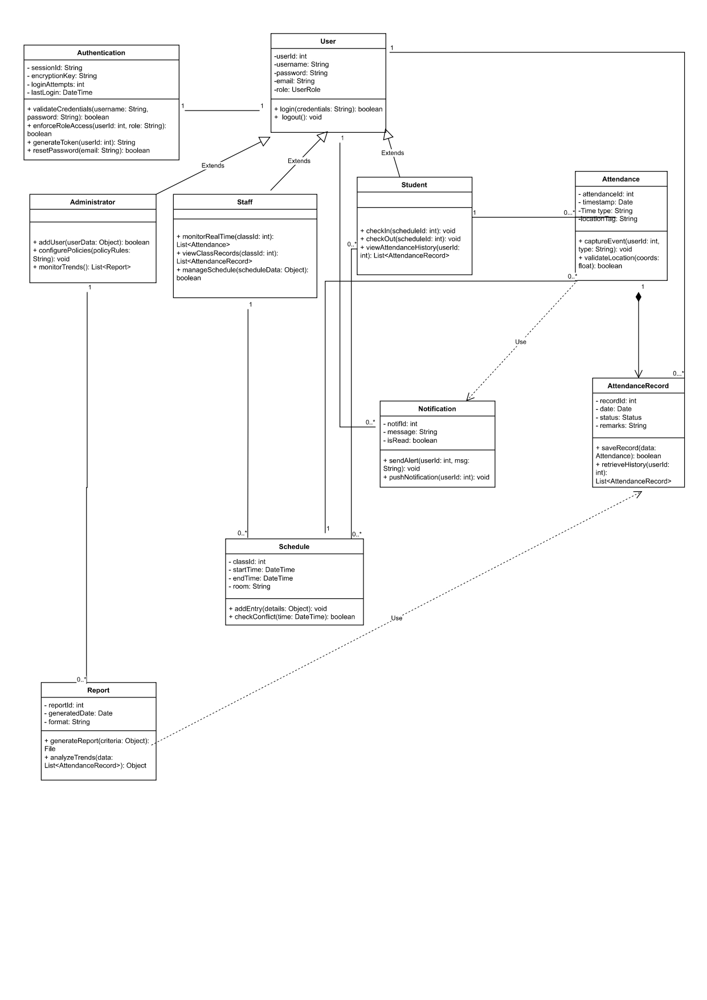 User
-userId: int
-username: String
-password: String
-email: String
-role: UserRole
+ login(credentials: String): boolean
+  logout(): void
1
Authentication
- sessionId: String
- encryptionKey: String
- loginAttempts: int
- lastLogin: DateTime
+ validateCredentials(username: String,
password: String): boolean
+ enforceRoleAccess(userId: int, role: String):
boolean
+ generateToken(userId: int): String
+ resetPassword(email: String): boolean
1
1
1
Extends
Extends
Extends
Administrator
+ addUser(userData: Object): boolean
+ configurePolicies(policyRules:
String): void
+ monitorTrends(): List<Report>
1
Staff
+ monitorRealTime(classId: int):
List<Attendance>
+ viewClassRecords(classId: int):
List<AttendanceRecord>
+ manageSchedule(scheduleData: Object):
boolean
1
Student
+ checkIn(scheduleId: int): void
+ checkOut(scheduleId: int): void
+ viewAttendanceHistory(userId:
int): List<AttendanceRecord>
0..*
1
0...*
Attendance
- attendanceId: int
- timestamp: Date
-Time type: String
-locationTag: String
+ captureEvent(userId: int,
type: String): void
+ validateLocation(coords:
float): boolean
0..*
1
Use
0...*
Notification
- notifId: int
- message: String
- isRead: boolean
+ sendAlert(userId: int, msg:
String): void
+ pushNotification(userId: int): void
0..*
AttendanceRecord
- recordId: int
- date: Date
- status: Status
- remarks: String
+ saveRecord(data:
Attendance): boolean
+ retrieveHistory(userId:
int):
List<AttendanceRecord>
0..*
1
0..*
Schedule
- classId: int
- startTime: DateTime
- endTime: DateTime
- room: String
+ addEntry(details: Object): void
+ checkConflict(time: DateTime): boolean
Use
0..*
Report
- reportId: int
- generatedDate: Date
- format: String
+ generateReport(criteria: Object):
File
+ analyzeTrends(data:
List<AttendanceRecord>): Object